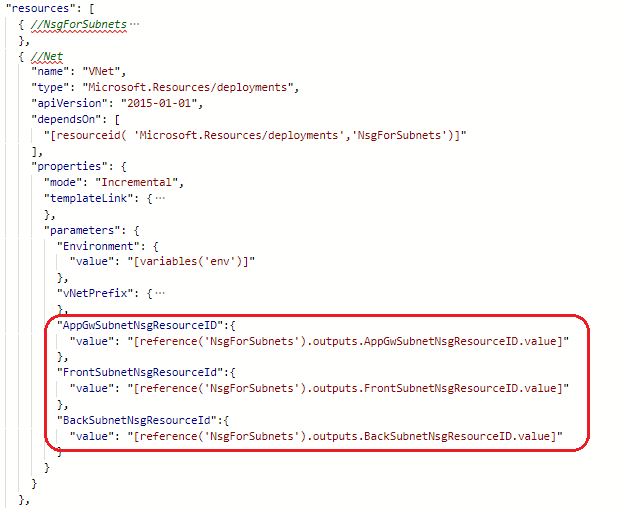 "resources": [
{ //NsgForSubnets...
},
{ //Net
"name": "VNet",
"type": "Microsoft.Resources/deployments",
"apiVersion": "2015-01-01",
"dependsOn": [
"[resourceid( 'Microsoft.Resources/deployments','NsgForSubnets')]"
],
"properties": {
"mode": "Incremental",
"templateLink": {...
},
"parameters": {
"Environment": {
"value": "[variables('env')]"
},
"vNetPrefix": {...
},
"AppGwSubnetNsgResourceID":{
"value": "[reference('NsgForSubnets').outputs.AppGwSubnetNsgResourceID.value]"
},
"FrontSubnetNsgResourceId":{
"value": "[reference('NsgForSubnets').outputs.FrontSubnetNsgResourceID.value]"
},
"BackSubnetNsgResourceId":{
"value": "[reference('NsgForSubnets').outputs.BackSubnetNsgResourceID.value]"
}
}
}
},